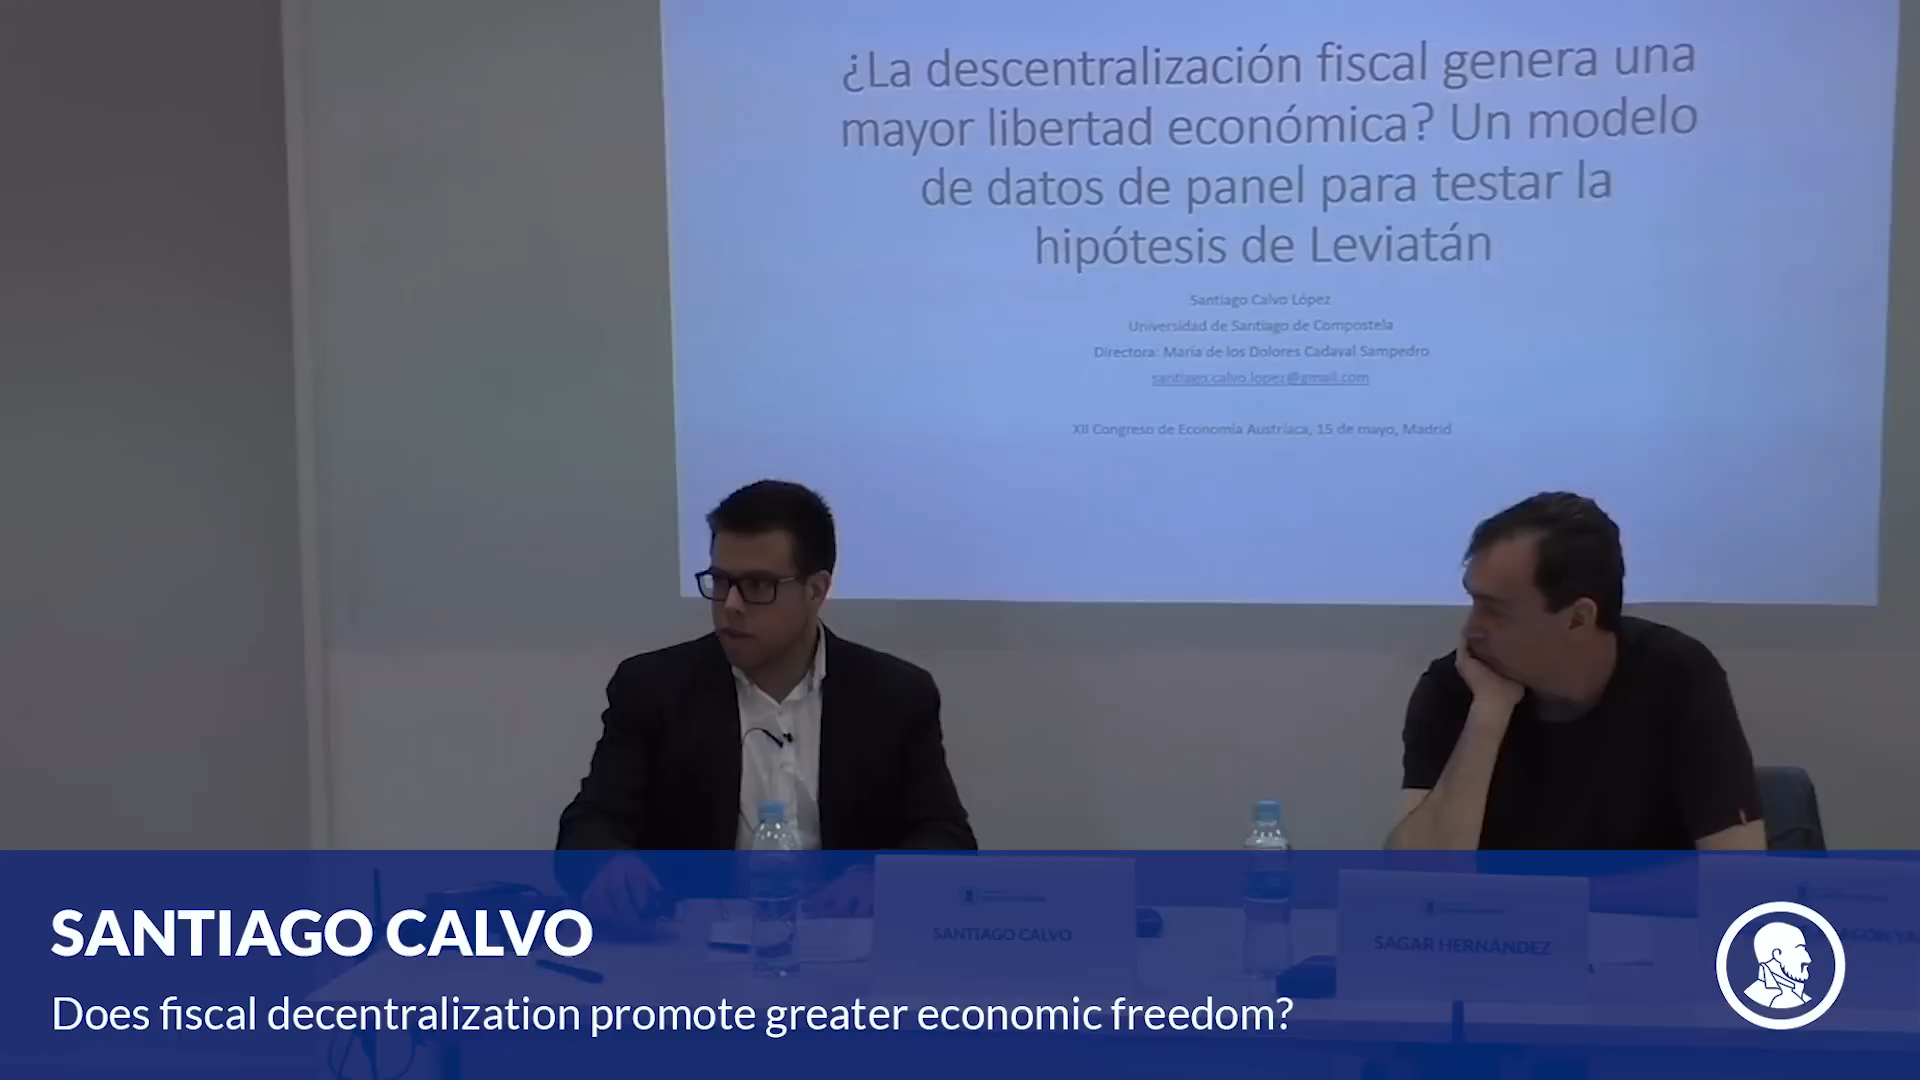 ¿La descentralización fiscal genera una
mayor libertad económica? Un modelo
de datos de panel para testar la
hipótesis de Leviatán
Santiago Calvo López
Universidad de Santiago de Compostela
Directora: María de los Dolores Cadaval Sampedro
santiago.calvo.lopez@gmail.com
XII Congreso de Economía Austriaca, 15 de mayo, Madrid
SANTIAGO CALVO
SAGAR HERNÁNDEZ
SANTIAGO CALVO
Does fiscal decentralization promote greater economic freedom?